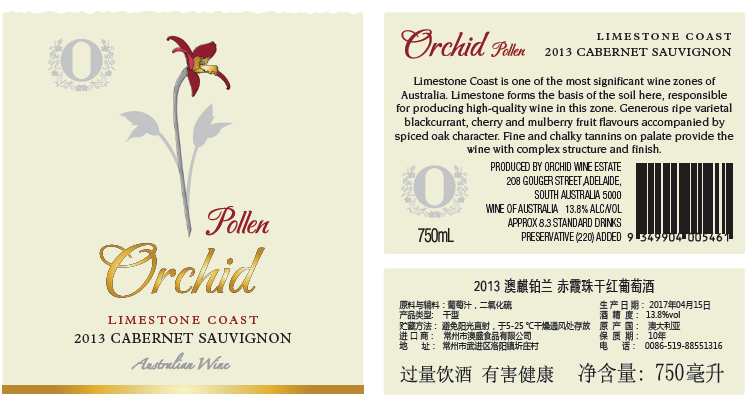 O
Pollen
Orchid
LIMESTONE COAST
2013 CABERNET SAUVIGNON
Australian Wine
Orchid Pollen
LIMESTONE COAST
2013 CABERNET SAUVIGNON
Limestone Coast is one of the most significant wine zones of
Australia. Limestone forms the basis of the soil here, responsible
for producing high-quality wine in this zone. Generous ripe varietal
blackcurrant, cherry and mulberry fruit flavours accompanied by
spiced oak character. Fine and chalky tannins on palate provide the
wine with complex structure and finish.
O
750mL
PRODUCED BY ORCHID WINE ESTATE
208 GOUGER STREET, ADELAIDE,
SOUTH AUSTRALIA 5000
WINE OF AUSTRALIA 13.8% ALC/VOL
APPROX 8.3 STANDARD DRINKS
PRESERVATIVE (220) ADDED
9 349904 005461
2013 澳麒铂兰 赤霞珠干红葡萄酒
原料与辅料：葡萄汁，二氧化硫
产品类型: 干型
贮藏方法：避免阳光直射，于5-25 ℃干燥通风处存放
进 口 商： 常州市澳盛食品有限公司
地 址： 常州市武进区洛阳镇圻庄村
生 产 日 期： 2017年04月15日
酒 精 度： 13.8%vol
原 产 国： 澳大利亚
保 质 期： 10年
电 话： 0086-519-88551316
过量饮酒 有害健康 净含量：750毫升